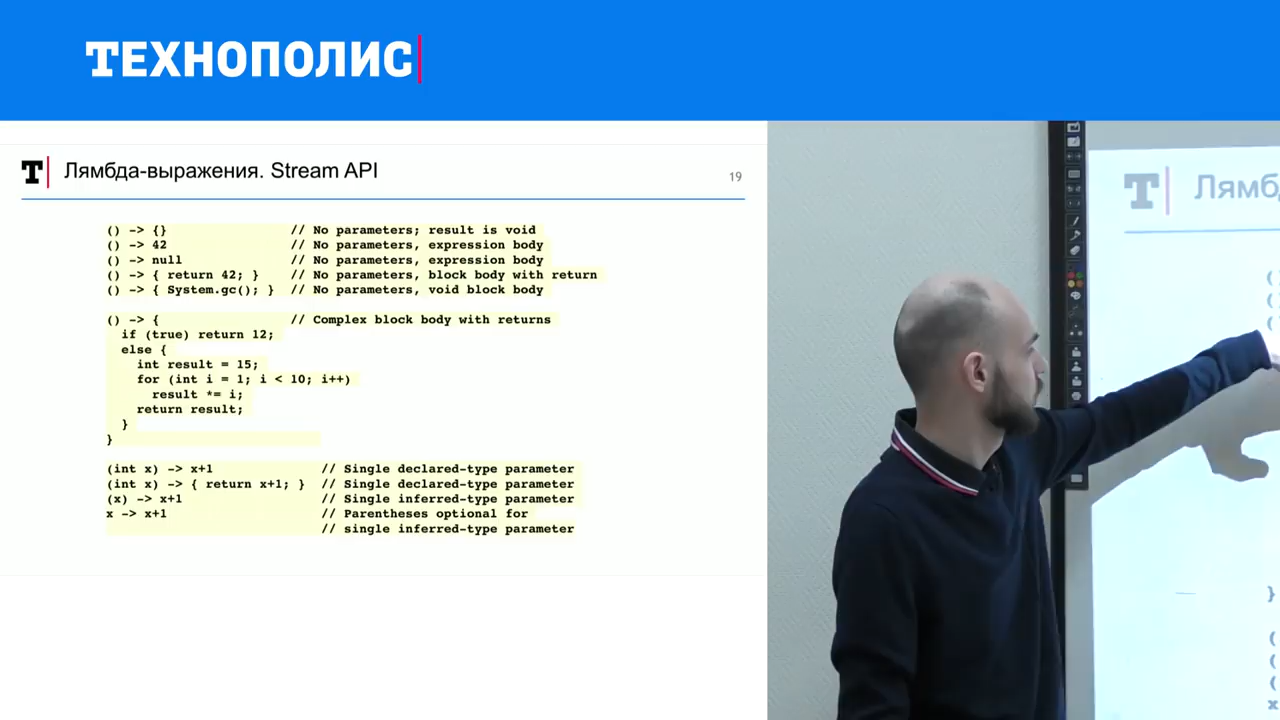 ТЕХНОПОЛИС
T Лямбда-выражения. Stream API
19
() -> {} // No parameters; result is void
() -> 42 // No parameters, expression body
() -> null // No parameters, expression body
() -> { return 42; } // No parameters, block body with return
() -> { System.gc(); } // No parameters, void block body
() -> { // Complex block body with returns
if (true) return 12;
else {
int result = 15;
for (int i = 1; i < 10; i++)
result *= i;
return result;
}
}
(int x) -> x+1 // Single declared-type parameter
(int x) -> { return x+1; } // Single declared-type parameter
(x) -> x+1 // Single inferred-type parameter
x -> x+1 // Parentheses optional for
// single inferred-type parameter
T Лямб
(
(
(
}
(
(
(
x